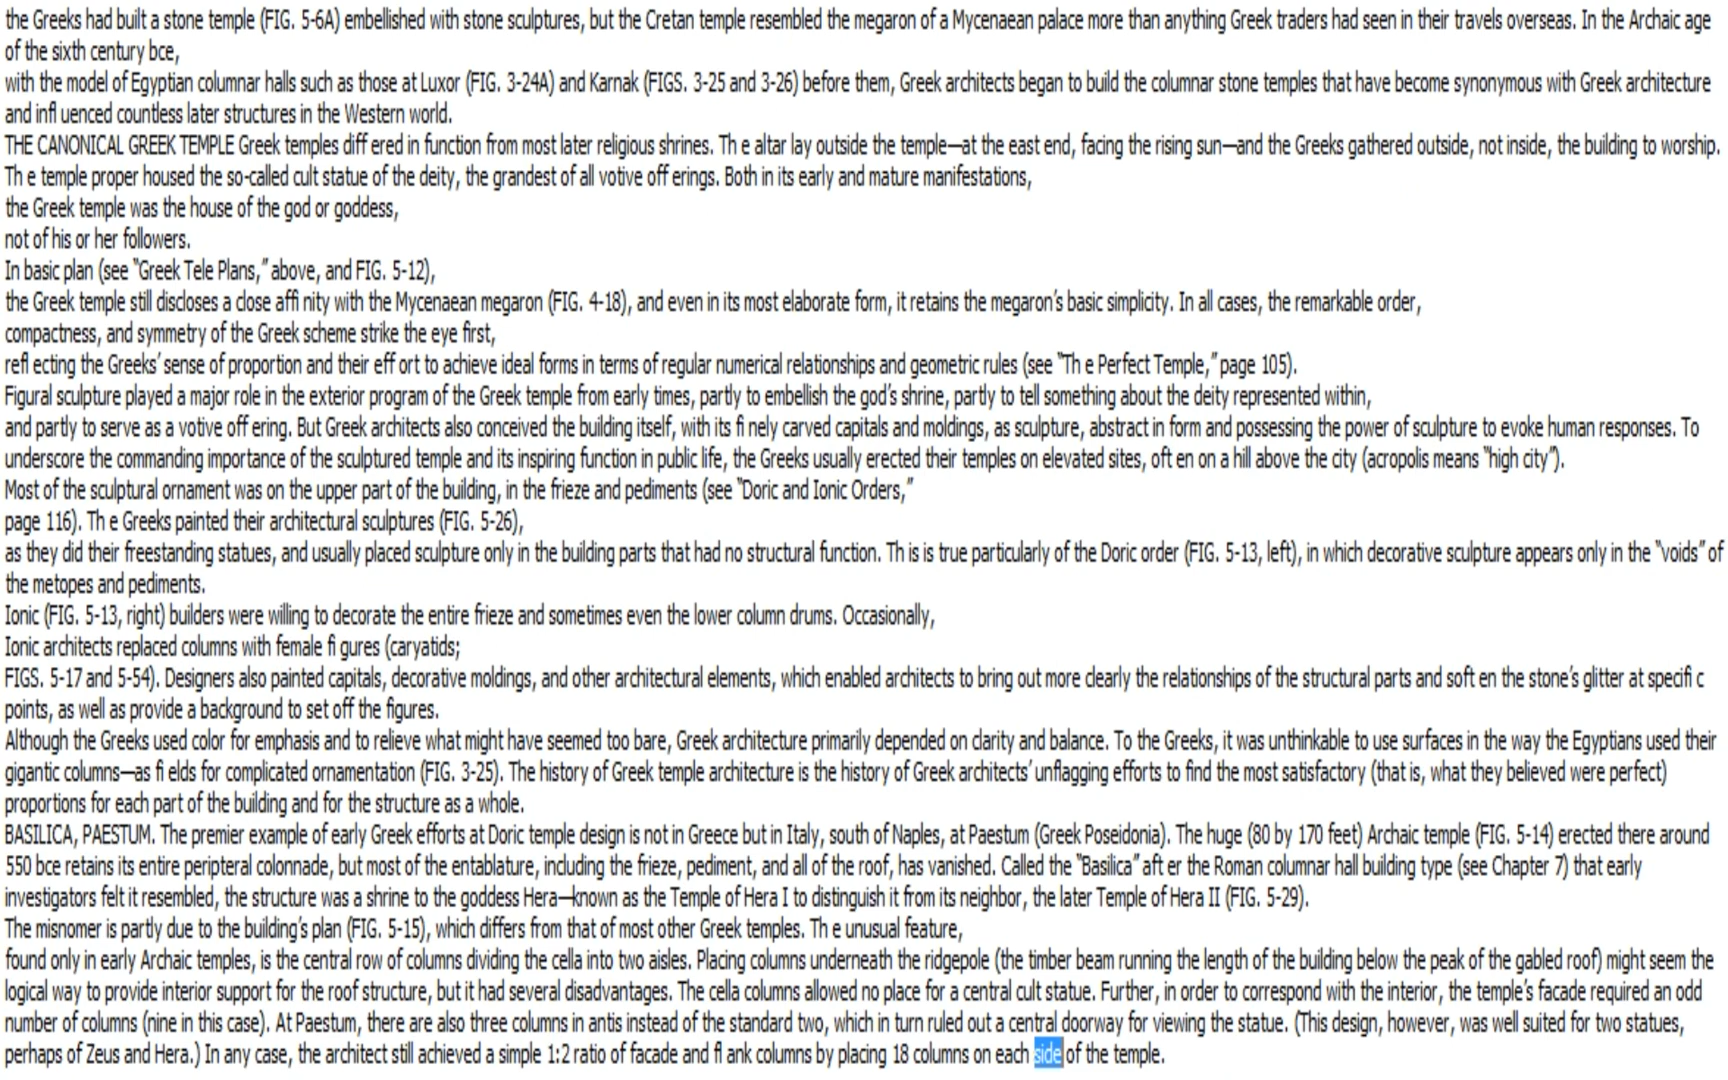 the Greeks had built a stone temple (FIG. 5-6A) embellished with stone sculptures, but the Cretan temple resembled the megaron of a Mycenaean palace more than anything Greek traders had seen in their travels overseas. In the Archaic age
of the sixth century bce,
with the model of Egyptian columnar halls such as those at Luxor (FIG. 3-24A) and Karnak (FIGS. 3-25 and 3-26) before them, Greek architects began to build the columnar stone temples that have become synonymous with Greek architecture
and infl uenced countless later structures in the Western world.
THE CANONICAL GREEK TEMPLE Greek temples diff ered in function from most later religious shrines. Th e altar lay outside the temple—at the east end, facing the rising sun—and the Greeks gathered outside, not inside, the building to worship.
Th e temple proper housed the so-called cult statue of the deity, the grandest of all votive off erings. Both in its early and mature manifestations,
the Greek temple was the house of the god or goddess,
not of his or her followers.
In basic plan (see “Greek Tele Plans,” above, and FIG. 5-12),
the Greek temple still discloses a close affi nity with the Mycenaean megaron (FIG. 4-18), and even in its most elaborate form, it retains the megaron’s basic simplicity. In all cases, the remarkable order,
compactness, and symmetry of the Greek scheme strike the eye first,
refl ecting the Greeks’ sense of proportion and their eff ort to achieve ideal forms in terms of regular numerical relationships and geometric rules (see “Th e Perfect Temple,” page 105).
Figural sculpture played a major role in the exterior program of the Greek temple from early times, partly to embellish the god’s shrine, partly to tell something about the deity represented within,
and partly to serve as a votive off ering. But Greek architects also conceived the building itself, with its fi nely carved capitals and moldings, as sculpture, abstract in form and possessing the power of sculpture to evoke human responses. To
underscore the commanding importance of the sculptured temple and its inspiring function in public life, the Greeks usually erected their temples on elevated sites, oft en on a hill above the city (acropolis means “high city”).
Most of the sculptural ornament was on the upper part of the building, in the frieze and pediments (see “Doric and Ionic Orders,”
page 116). Th e Greeks painted their architectural sculptures (FIG. 5-26),
as they did their freestanding statues, and usually placed sculpture only in the building parts that had no structural function. Th is is true particularly of the Doric order (FIG. 5-13, left), in which decorative sculpture appears only in the “voids” of
the metopes and pediments.
Ionic (FIG. 5-13, right) builders were willing to decorate the entire frieze and sometimes even the lower column drums. Occasionally,
Ionic architects replaced columns with female fi gures (caryatids;
FIGS. 5-17 and 5-54). Designers also painted capitals, decorative moldings, and other architectural elements, which enabled architects to bring out more clearly the relationships of the structural parts and soft en the stone’s glitter at specifi c
points, as well as provide a background to set off the figures.
Although the Greeks used color for emphasis and to relieve what might have seemed too bare, Greek architecture primarily depended on clarity and balance. To the Greeks, it was unthinkable to use surfaces in the way the Egyptians used their
gigantic columns—as fi elds for complicated ornamentation (FIG. 3-25). The history of Greek temple architecture is the history of Greek architects’ unflagging efforts to find the most satisfactory (that is, what they believed were perfect)
proportions for each part of the building and for the structure as a whole.
BASILICA, PAESTUM. The premier example of early Greek efforts at Doric temple design is not in Greece but in Italy, south of Naples, at Paestum (Greek Poseidonia). The huge (80 by 170 feet) Archaic temple (FIG. 5-14) erected there around
550 bce retains its entire peripteral colonnade, but most of the entablature, including the frieze, pediment, and all of the roof, has vanished. Called the “Basilica” aft er the Roman columnar hall building type (see Chapter 7) that early
investigators felt it resembled, the structure was a shrine to the goddess Hera—known as the Temple of Hera I to distinguish it from its neighbor, the later Temple of Hera II (FIG. 5-29).
The misnomer is partly due to the building’s plan (FIG. 5-15), which differs from that of most other Greek temples. Th e unusual feature,
found only in early Archaic temples, is the central row of columns dividing the cella into two aisles. Placing columns underneath the ridgepole (the timber beam running the length of the building below the peak of the gabled roof) might seem the
logical way to provide interior support for the roof structure, but it had several disadvantages. The cella columns allowed no place for a central cult statue. Further, in order to correspond with the interior, the temple’s facade required an odd
number of columns (nine in this case). At Paestum, there are also three columns in antis instead of the standard two, which in turn ruled out a central doorway for viewing the statue. (This design, however, was well suited for two statues,
perhaps of Zeus and Hera.) In any case, the architect still achieved a simple 1:2 ratio of facade and fl ank columns by placing 18 columns on each side of the temple.